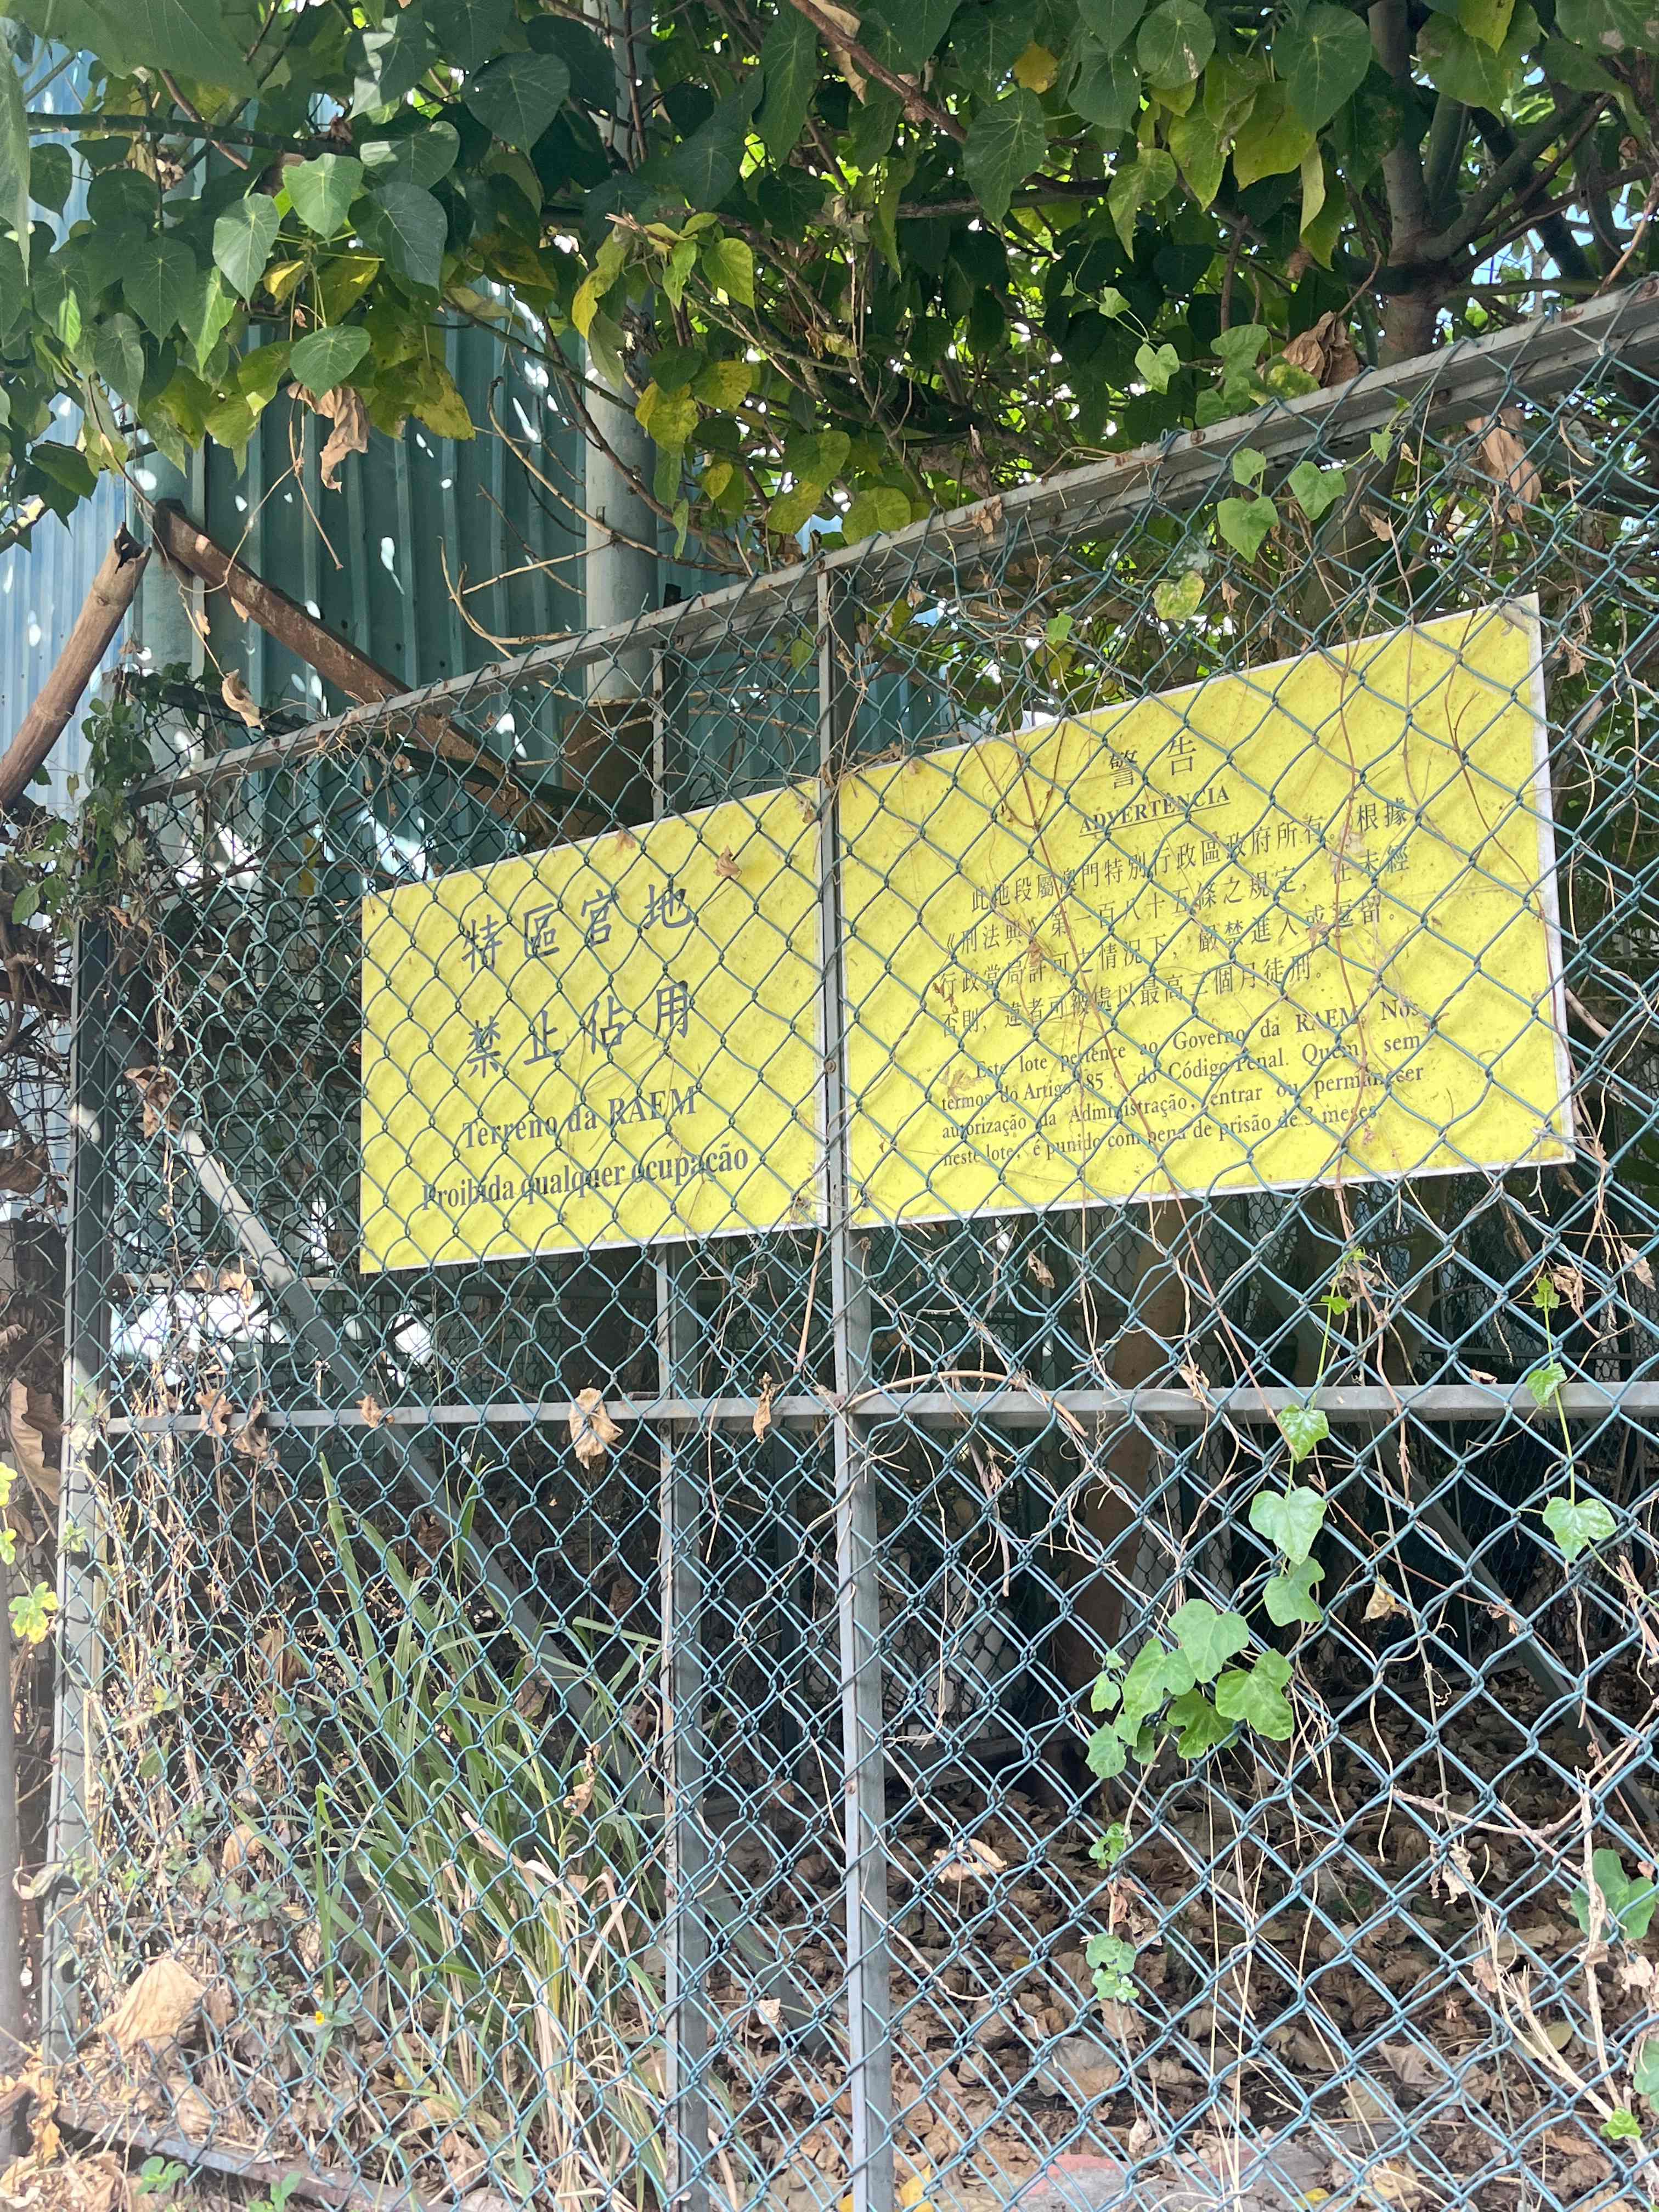 特區官地
禁止佔用
Terreno da RAEM
Proibida qualquer ocupação
警告
ADVERTÊNCIA
此地段屬澳門特別行政區政府所有。根據
《刑法典》第一百八十五條之規定，在未經
行政當局許可之情況下，嚴禁進入或逗留。
否則，違者可被處以最高三個月徒刑。
Este lote pertence ao Governo da RAEM. Nos
termos do Artigo 185 º do Código Penal. Quem, sem
autorização da Administração, entrar ou permanecer
neste lote, é punido com pena de prisão de 3 meses.